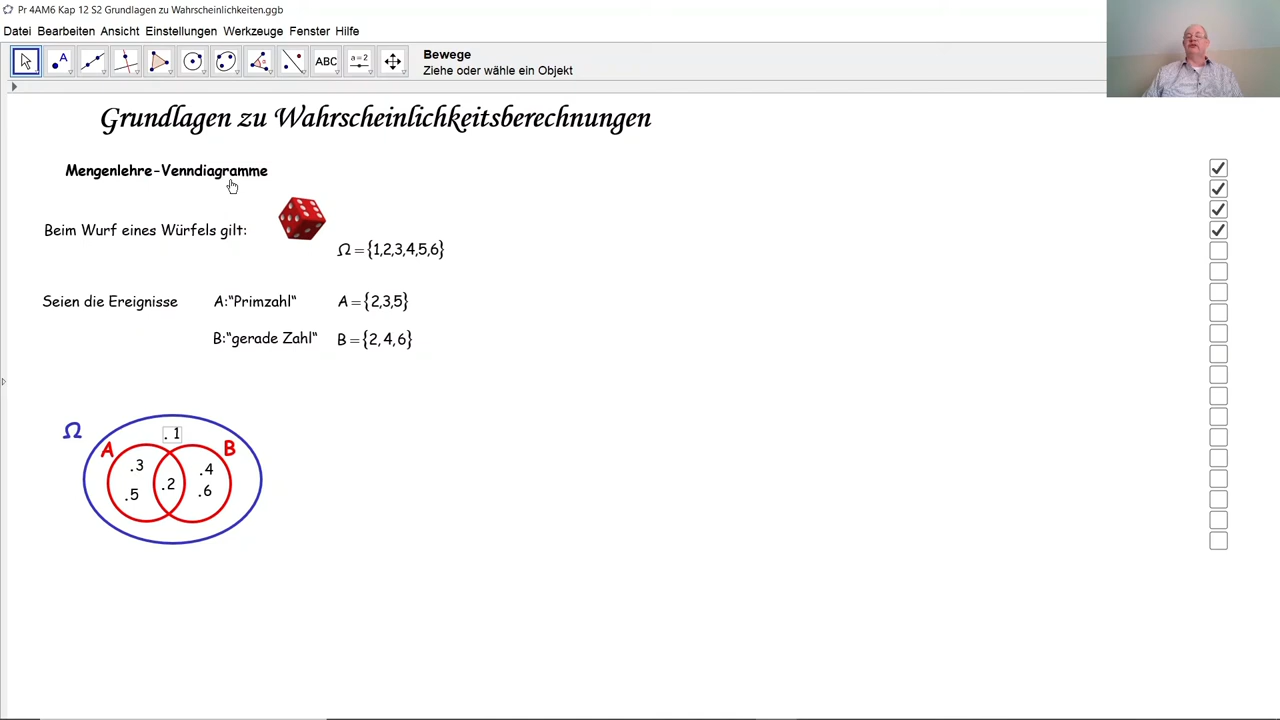 Pr 4AM6 Kap 12 S2 Grundlagen zu Wahrscheinlichkeiten.ggb
Datei Bearbeiten Ansicht Einstellungen Werkzeuge Fenster Hilfe
A
ABC
a=2
Bewege
Ziehe oder wähle ein Objekt
Grundlagen zu Wahrscheinlichkeitsberechnungen
Mengenlehre-Venndiagramme
Beim Wurf eines Würfels gilt:
Ω = {1,2,3,4,5,6}
Seien die Ereignisse A:“Primzahl“ A = {2,3,5}
B:“gerade Zahl“ B = {2, 4, 6}
Ω
. 1
A B
.3 .4
.2
.5 .6